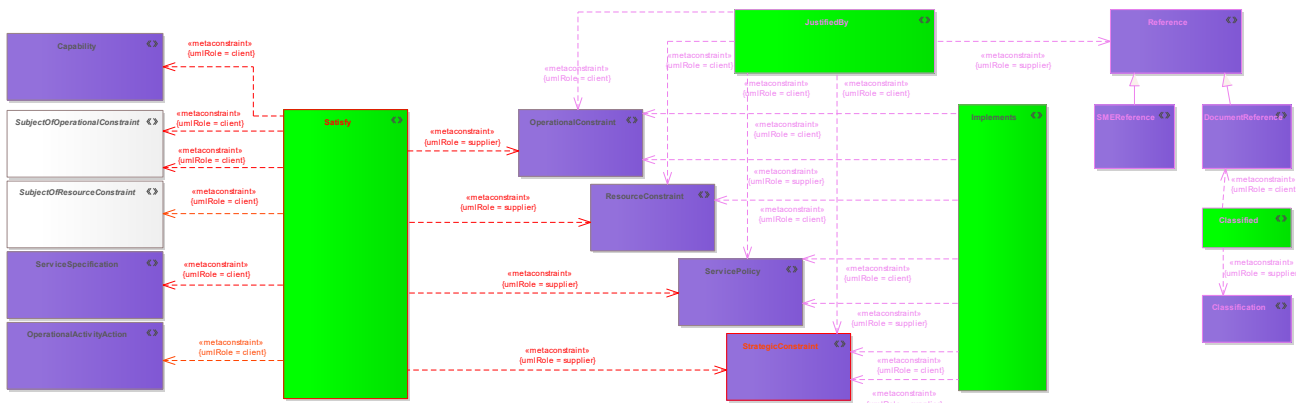 Capability
SubjectOfOperationalConstraint
SubjectOfResourceConstraint
ServiceSpecification
OperationalActivityAction
«metaconstraint»
{umlRole = client}
«metaconstraint»
{umlRole = client}
«metaconstraint»
{umlRole = client}
«metaconstraint»
{umlRole = client}
«metaconstraint»
{umlRole = client}
«metaconstraint»
{umlRole = client}
Satisfy
«metaconstraint»
{umlRole = supplier}
«metaconstraint»
{umlRole = supplier}
«metaconstraint»
{umlRole = supplier}
«metaconstraint»
{umlRole = supplier}
OperationalConstraint
ResourceConstraint
ServicePolicy
StrategicConstraint
JustifiedBy
«metaconstraint»
{umlRole = client}
«metaconstraint»
{umlRole = client}
«metaconstraint»
{umlRole = client}
«metaconstraint»
{umlRole = client}
«metaconstraint»
{umlRole = supplier}
«metaconstraint»
{umlRole = client}
«metaconstraint»
{umlRole = supplier}
«metaconstraint»
{umlRole = client}
«metaconstraint»
{umlRole = client}
«metaconstraint»
{umlRole = supplier}
«metaconstraint»
{umlRole = client}
«metaconstraint»
{umlRole = supplier}
Implements
Reference
SMEReference
DocumentReference
«metaconstraint»
{umlRole = client}
Classified
«metaconstraint»
{umlRole = supplier}
Classification